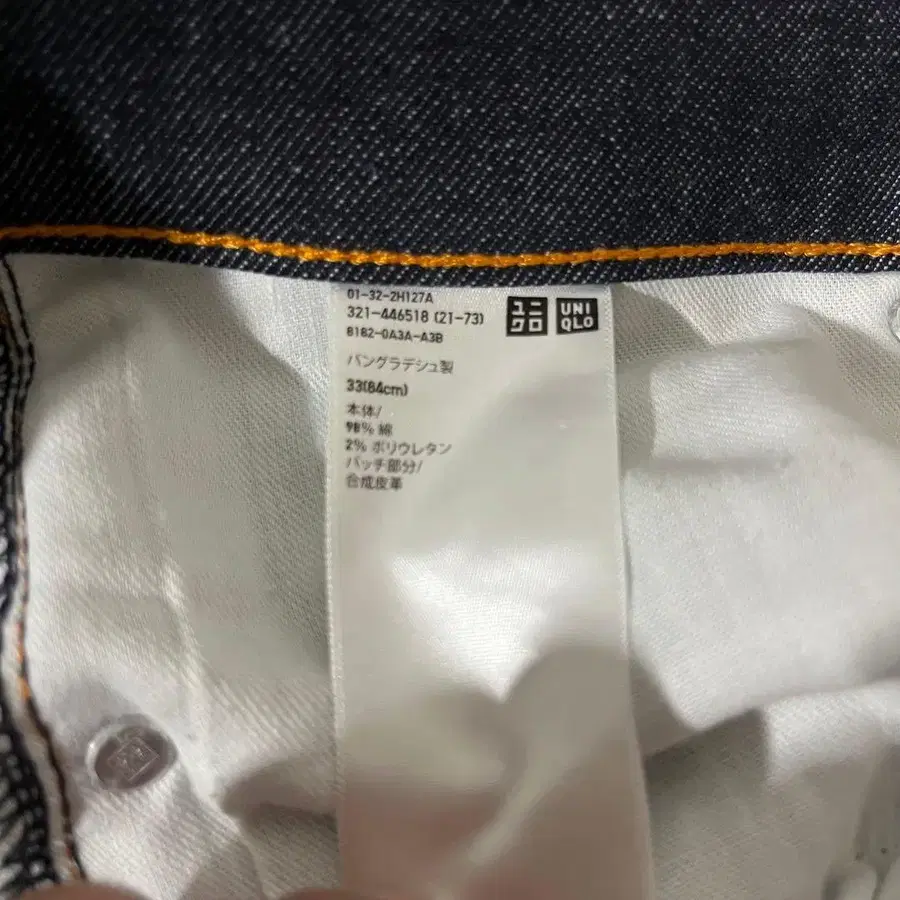 01-32-2H127A
321-446518 (21-73)
8182-0A3A-A3B
ユニクロ
UNIQLO
バングラデシュ製
33(84cm)
本体/
98% 綿
2% ポリウレタン
パッチ部分/
合成皮革